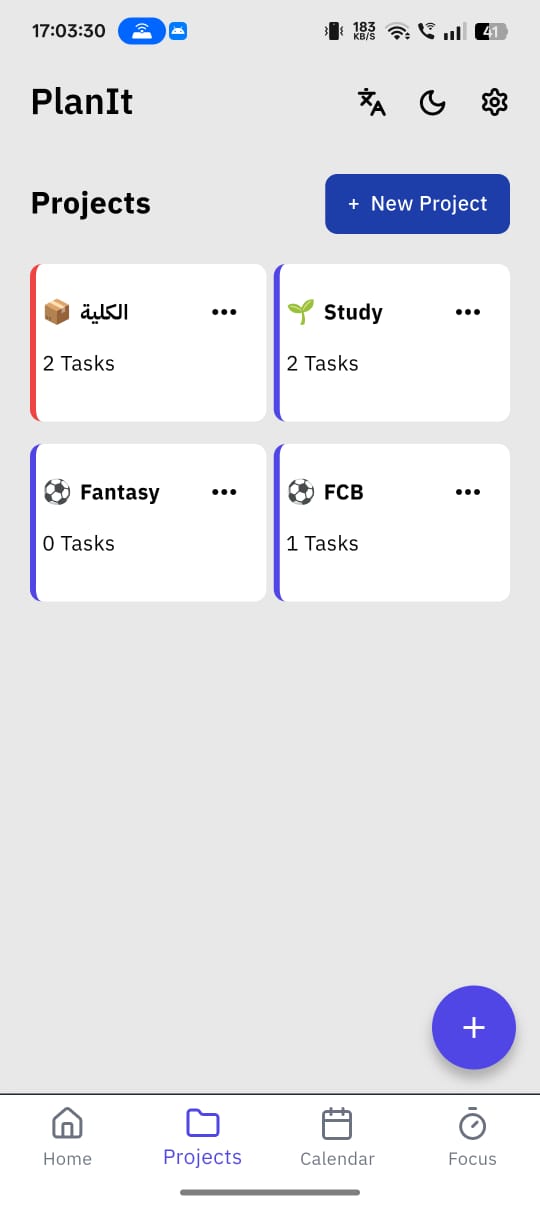 17:03:30 183 KB/S 41
PlanIt
Projects
+ New Project
📦 الكلية
2 Tasks
🌱 Study
2 Tasks
⚽ Fantasy
0 Tasks
⚽ FCB
1 Tasks
+
Home Projects Calendar Focus